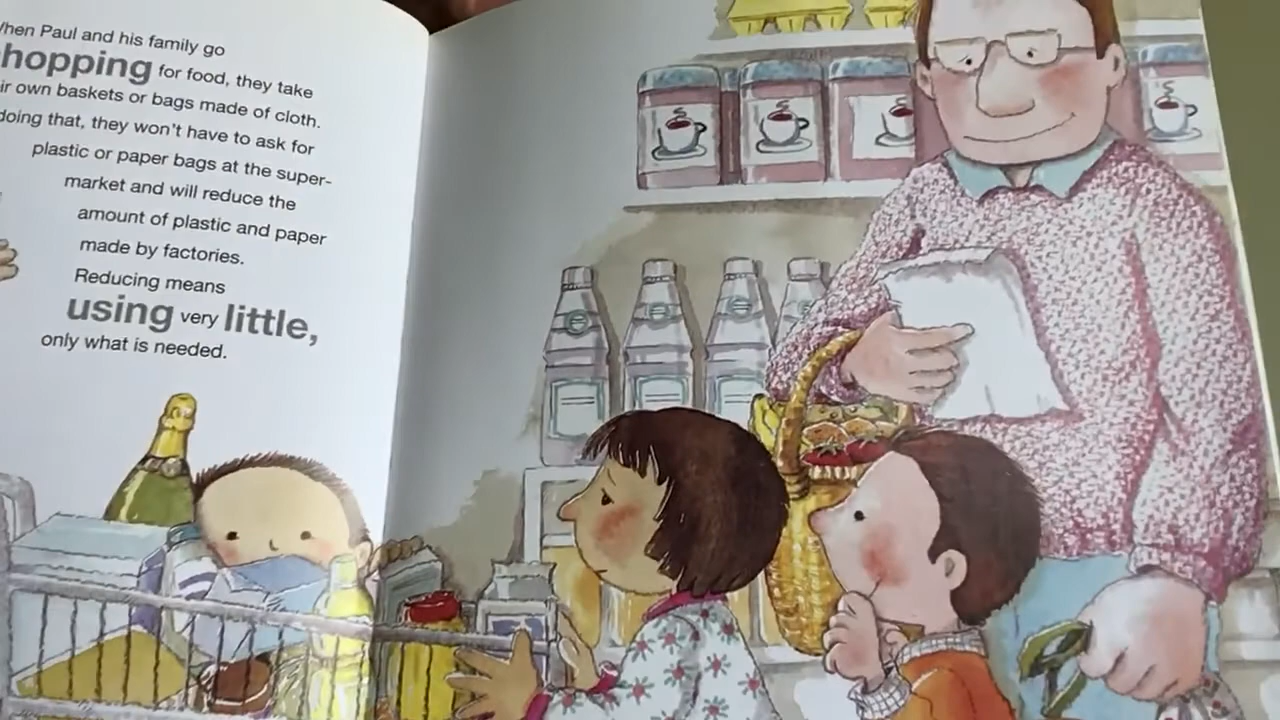 When Paul and his family go
shopping for food, they take
their own baskets or bags made of cloth.
doing that, they won't have to ask for
plastic or paper bags at the super-
market and will reduce the
amount of plastic and paper
made by factories.
Reducing means
using very little,
only what is needed.